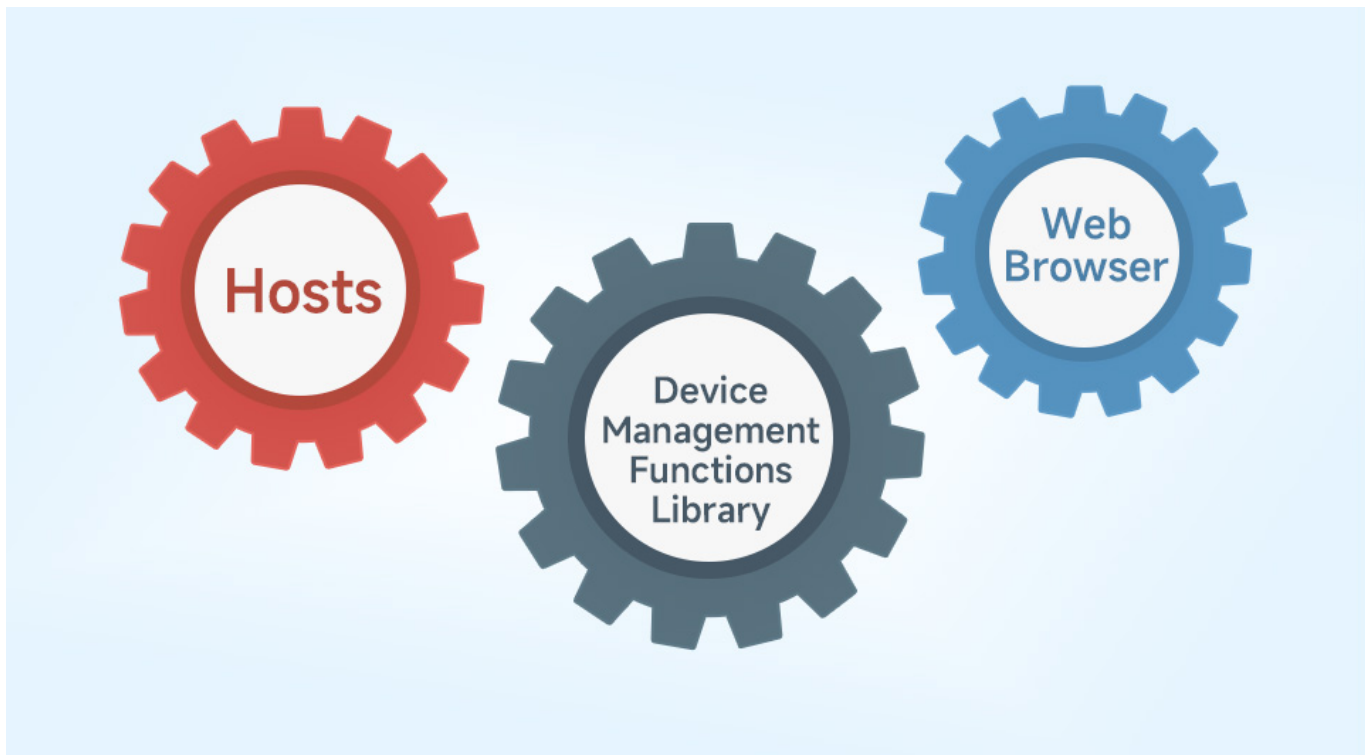 Hosts
Device
Management
Functions
Library
Web
Browser